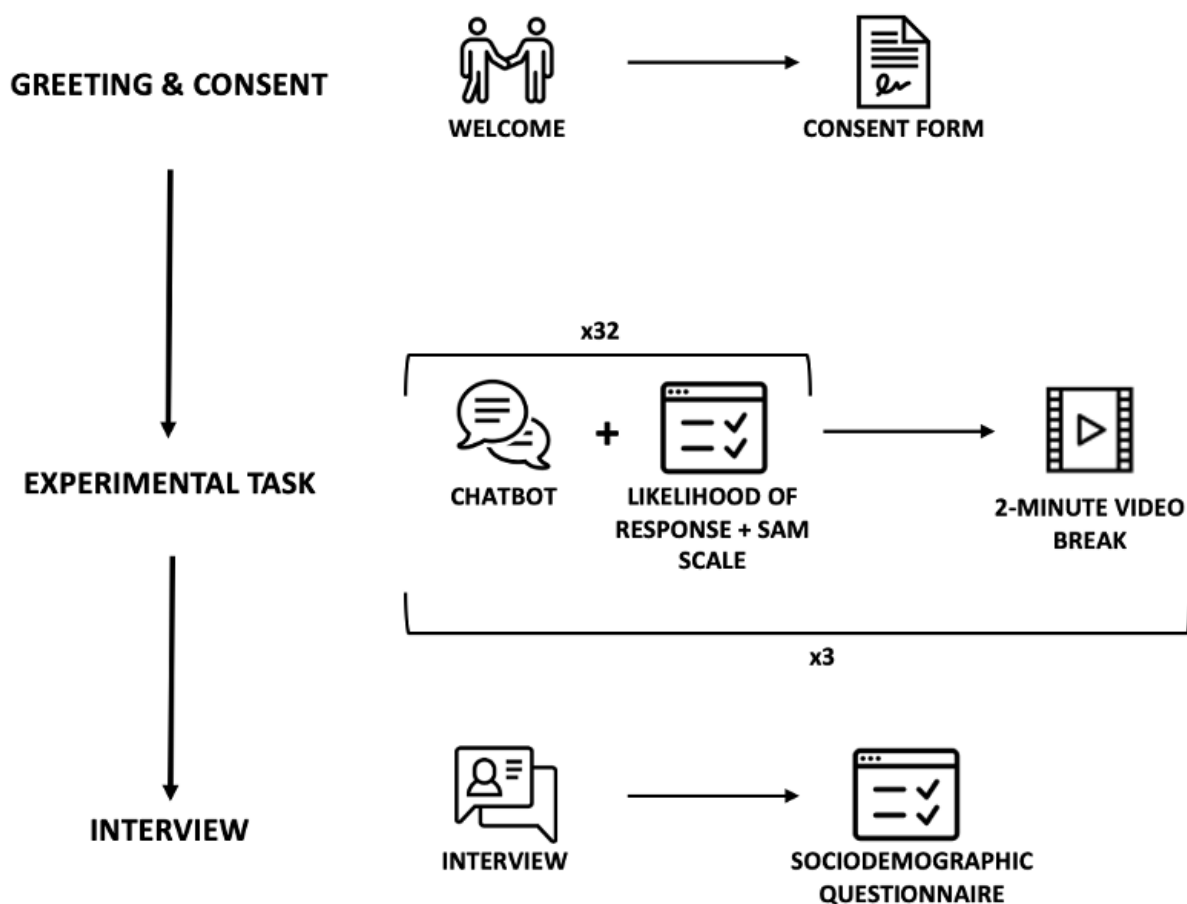 GREETING & CONSENT
WELCOME
CONSENT FORM
x32
EXPERIMENTAL TASK
CHATBOT
+
LIKELIHOOD OF
RESPONSE + SAM
SCALE
2-MINUTE VIDEO
BREAK
x3
INTERVIEW
INTERVIEW
SOCIODEMOGRAPHIC
QUESTIONNAIRE